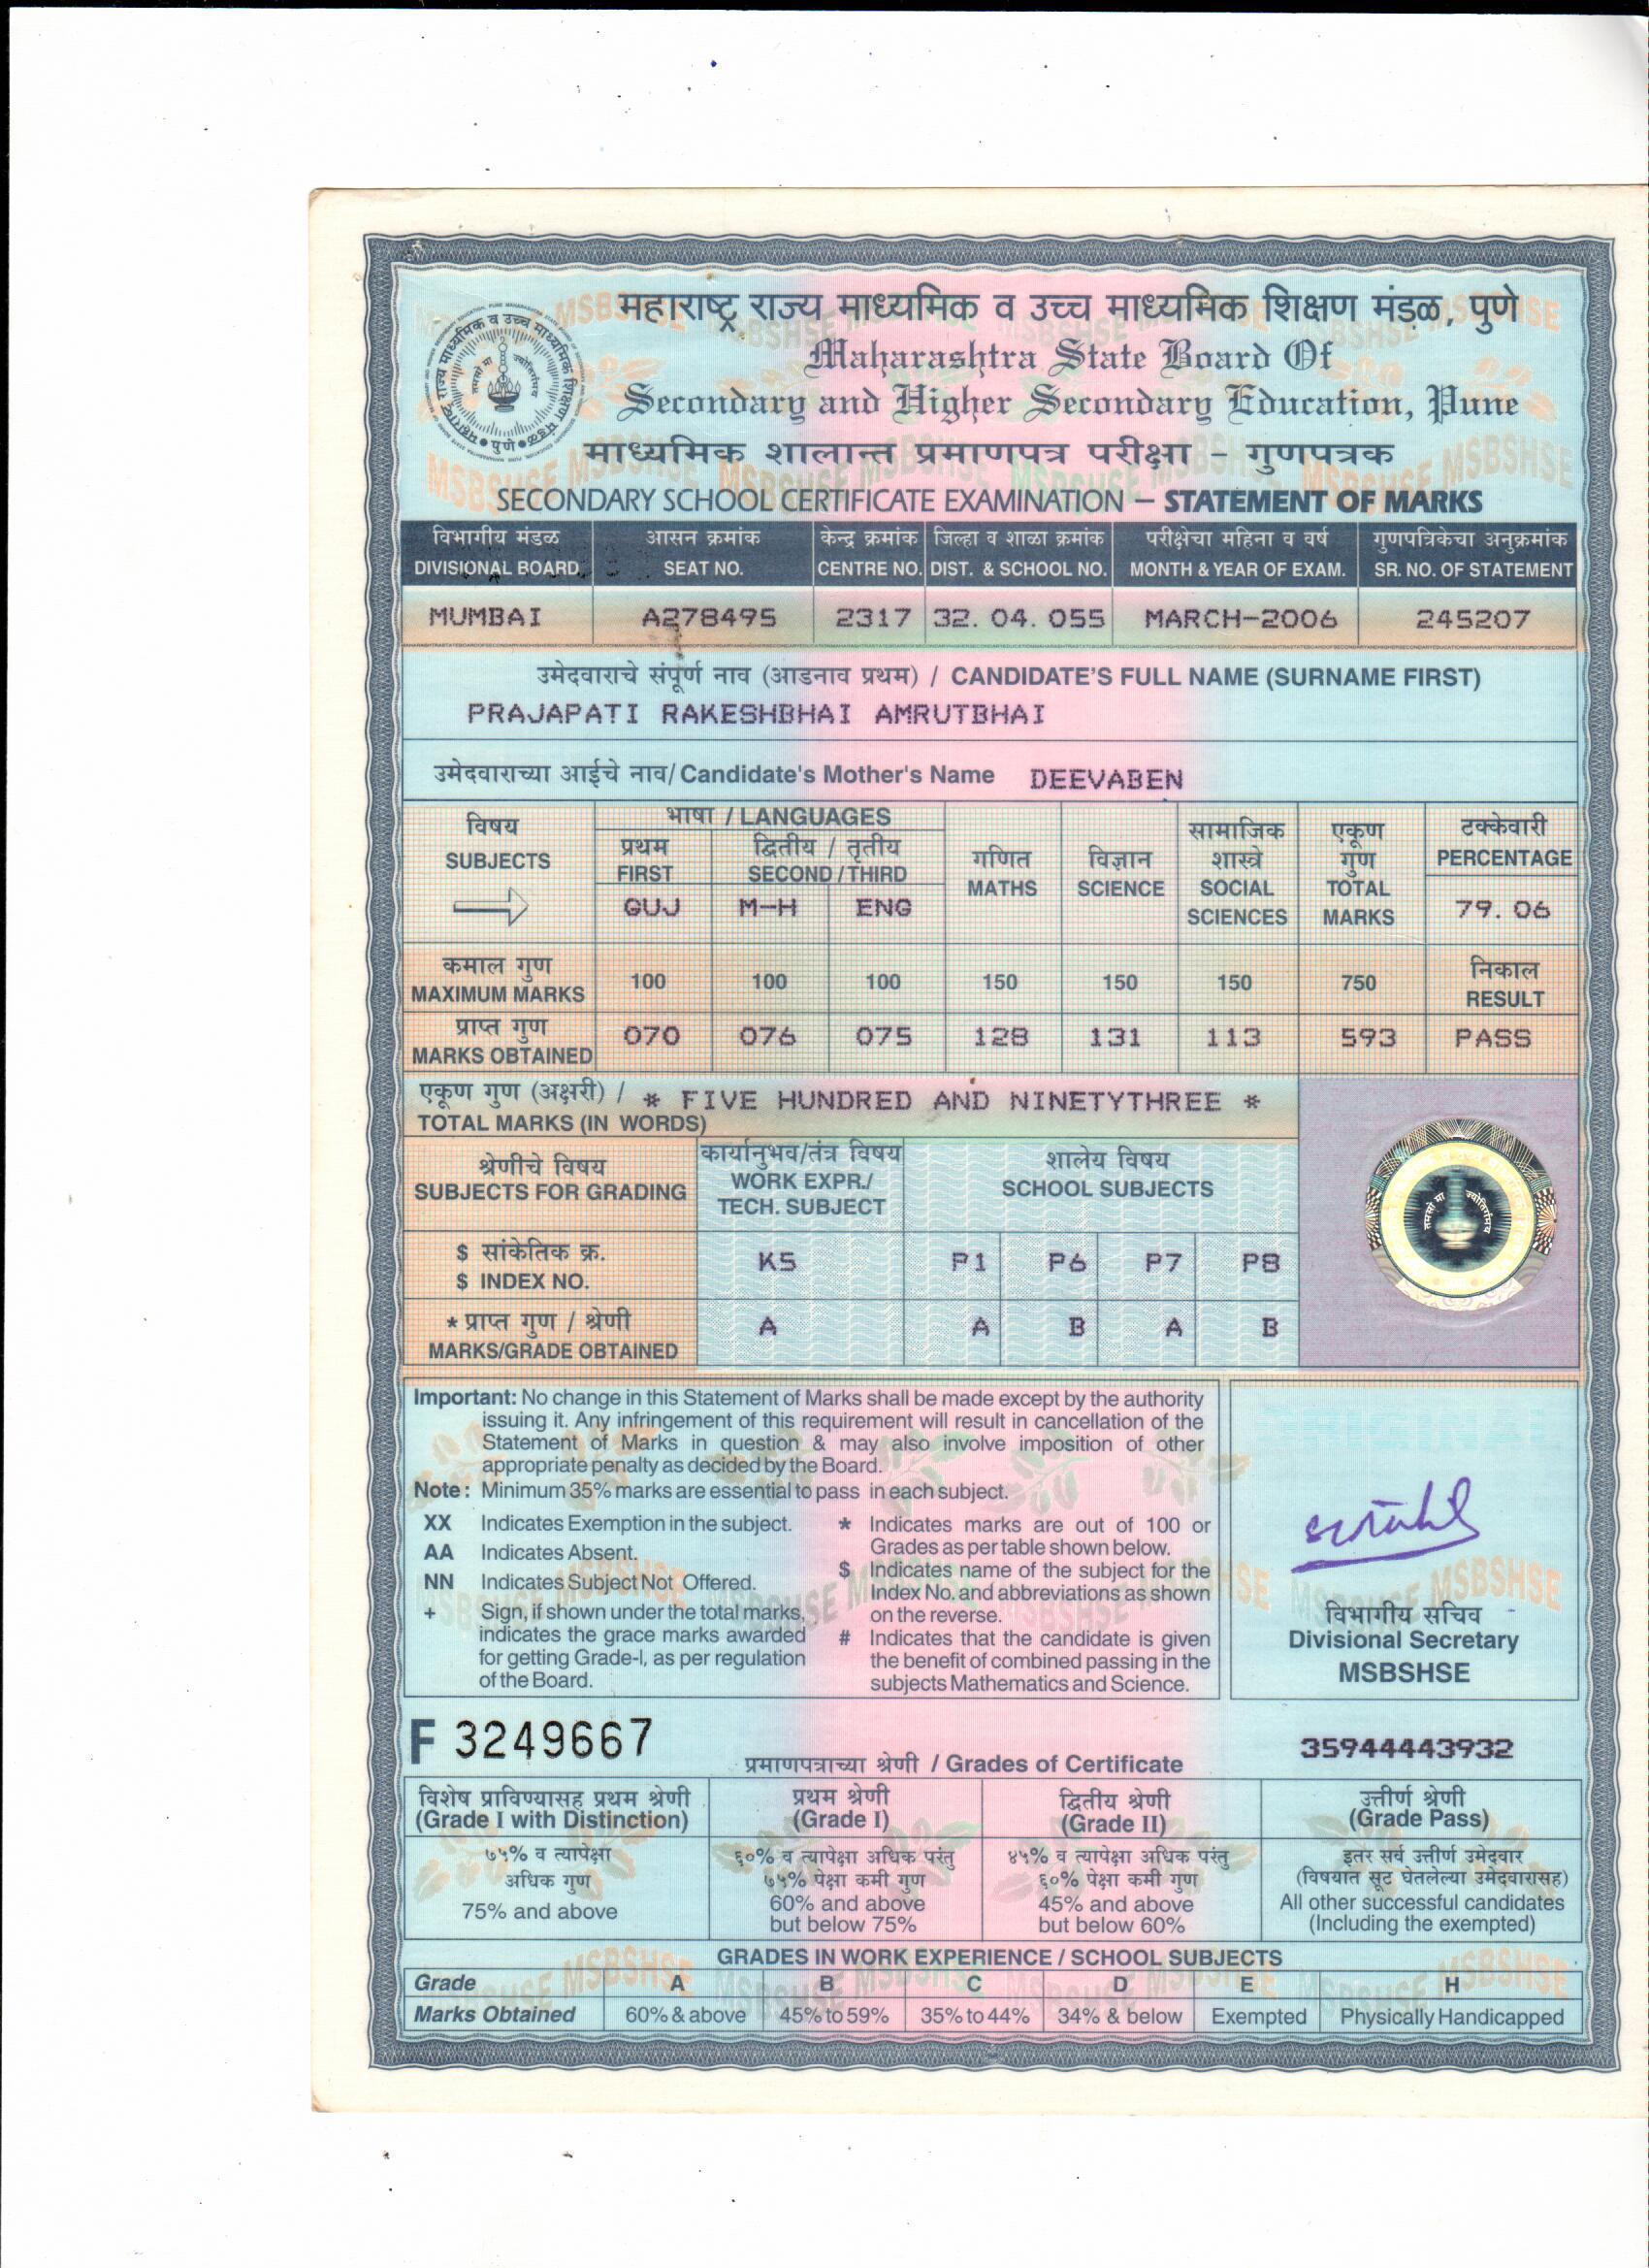 महाराष्ट्र राज्य माध्यमिक व उच्च माध्यमिक शिक्षण मंडळ, पुणे
Maharashtra State Board Of
Secondary and Higher Secondary Education, Pune
माध्यमिक शालान्त प्रमाणपत्र परीक्षा - गुणपत्रक
SECONDARY SCHOOL CERTIFICATE EXAMINATION – STATEMENT OF MARKS
विभागीय मंडळ आसन क्रमांक केन्द्र क्रमांक जिल्हा व शाळा क्रमांक परीक्षेचा महिना व वर्ष गुणपत्रिकेचा अनुक्रमांक
DIVISIONAL BOARD SEAT NO. CENTRE NO. DIST. & SCHOOL NO. MONTH & YEAR OF EXAM. SR. NO. OF STATEMENT
MUMBAI A278495 2317 32. 04. 055 MARCH-2006 245207
उमेदवाराचे संपूर्ण नाव (आडनाव प्रथम) / CANDIDATE'S FULL NAME (SURNAME FIRST)
PRAJAPATI RAKESHBHAI AMRUTBHAI
उमेदवाराच्या आईचे नाव/ Candidate's Mother's Name DEEVABEN
विषय
SUBJECTS
भाषा / LANGUAGES
प्रथम
FIRST
द्वितीय / तृतीय
SECOND / THIRD
GUJ M-H ENG
गणित
MATHS
विज्ञान
SCIENCE
सामाजिक
शास्त्रे
SOCIAL
SCIENCES
एकूण
गुण
TOTAL
MARKS
टक्केवारी
PERCENTAGE
79. 06
कमाल गुण
MAXIMUM MARKS
100 100 100 150 150 150 750
निकाल
RESULT
प्राप्त गुण
MARKS OBTAINED
070 076 075 128 131 113 593 PASS
एकूण गुण (अक्षरी) /
TOTAL MARKS (IN WORDS)
* FIVE HUNDRED AND NINETYTHREE *
श्रेणीचे विषय
SUBJECTS FOR GRADING
कार्यानुभव/तंत्र विषय
WORK EXPR./
TECH. SUBJECT
शालेय विषय
SCHOOL SUBJECTS
$ सांकेतिक क्र.
$ INDEX NO.
K5 P1 P6 P7 P8
* प्राप्त गुण / श्रेणी
MARKS/GRADE OBTAINED
A A B A B
Important: No change in this Statement of Marks shall be made except by the authority
issuing it. Any infringement of this requirement will result in cancellation of the
Statement of Marks in question & may also involve imposition of other
appropriate penalty as decided by the Board.
Note : Minimum 35% marks are essential to pass in each subject.
XX Indicates Exemption in the subject.
AA Indicates Absent.
NN Indicates Subject Not Offered.
+ Sign, if shown under the total marks,
indicates the grace marks awarded
for getting Grade-I, as per regulation
of the Board.
* Indicates marks are out of 100 or
Grades as per table shown below.
$ Indicates name of the subject for the
Index No. and abbreviations as shown
on the reverse.
# Indicates that the candidate is given
the benefit of combined passing in the
subjects Mathematics and Science.
विभागीय सचिव
Divisional Secretary
MSBSHSE
F 3249667
35944443932
प्रमाणपत्राच्या श्रेणी / Grades of Certificate
विशेष प्राविण्यासह प्रथम श्रेणी
(Grade I with Distinction)
प्रथम श्रेणी
(Grade I)
द्वितीय श्रेणी
(Grade II)
उत्तीर्ण श्रेणी
(Grade Pass)
७५% व त्यापेक्षा
अधिक गुण
75% and above
६०% व त्यापेक्षा अधिक परंतु
७५% पेक्षा कमी गुण
60% and above
but below 75%
४५% व त्यापेक्षा अधिक परंतु
६०% पेक्षा कमी गुण
45% and above
but below 60%
इतर सर्व उत्तीर्ण उमेदवार
(विषयात सूट घेतलेल्या उमेदवारासह)
All other successful candidates
(Including the exempted)
GRADES IN WORK EXPERIENCE / SCHOOL SUBJECTS
Grade A B C D E H
Marks Obtained 60% & above 45% to 59% 35% to 44% 34% & below Exempted Physically Handicapped